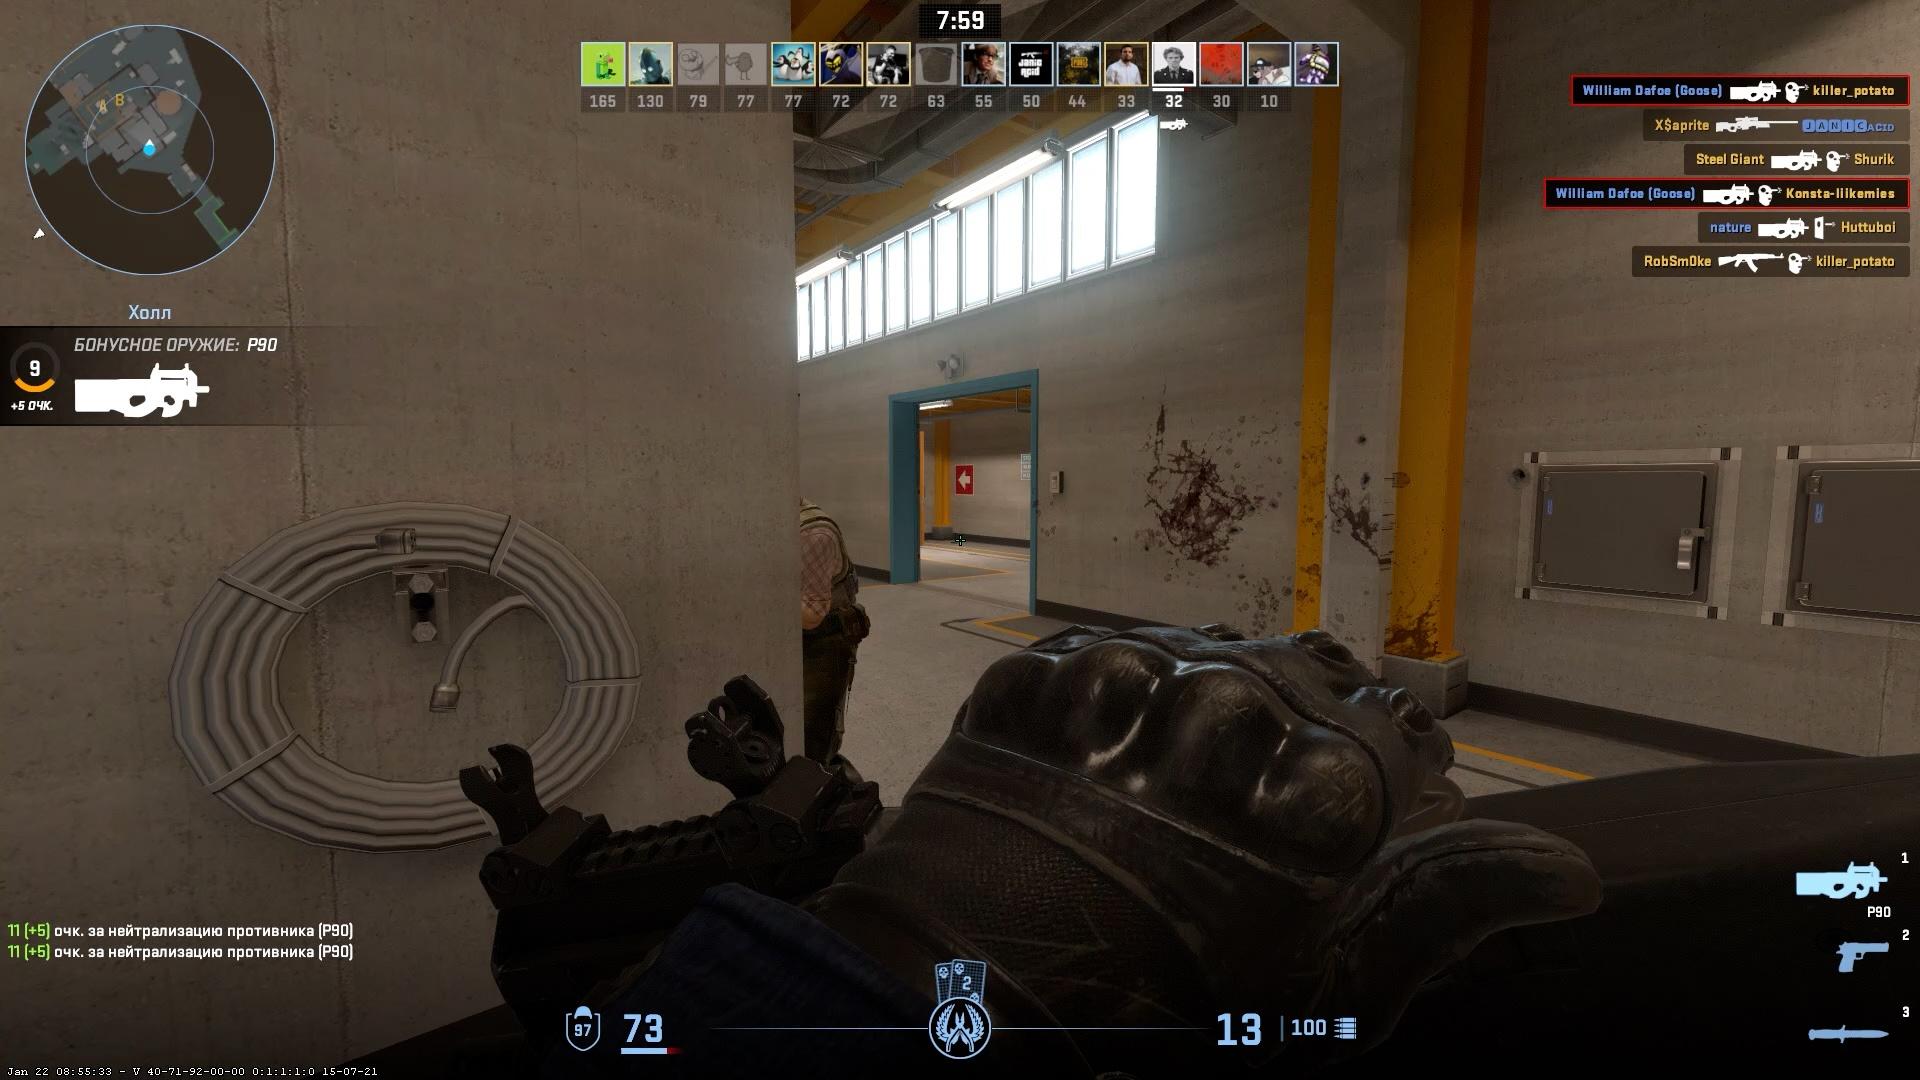 7:59
JANIC ACID
165 130 79 77 77 72 72 63 55 50 44 33 32 30 10
A B
William Dafoe (Goose) killer_potato
X$aprite JANICACID
Steel Giant Shurik
William Dafoe (Goose) Konsta-liikemies
nature Huttuboi
RobSm0ke killer_potato
Холл
БОНУСНОЕ ОРУЖИЕ: P90
9
+5 ОЧК.
1
P90
2
3
11 (+5) очк. за нейтрализацию противника (P90)
11 (+5) очк. за нейтрализацию противника (P90)
2
97 73 13 100
Jan 22 08:55:33 - V 40-71-92-00-00 0:1:1:1:0 15-07-21